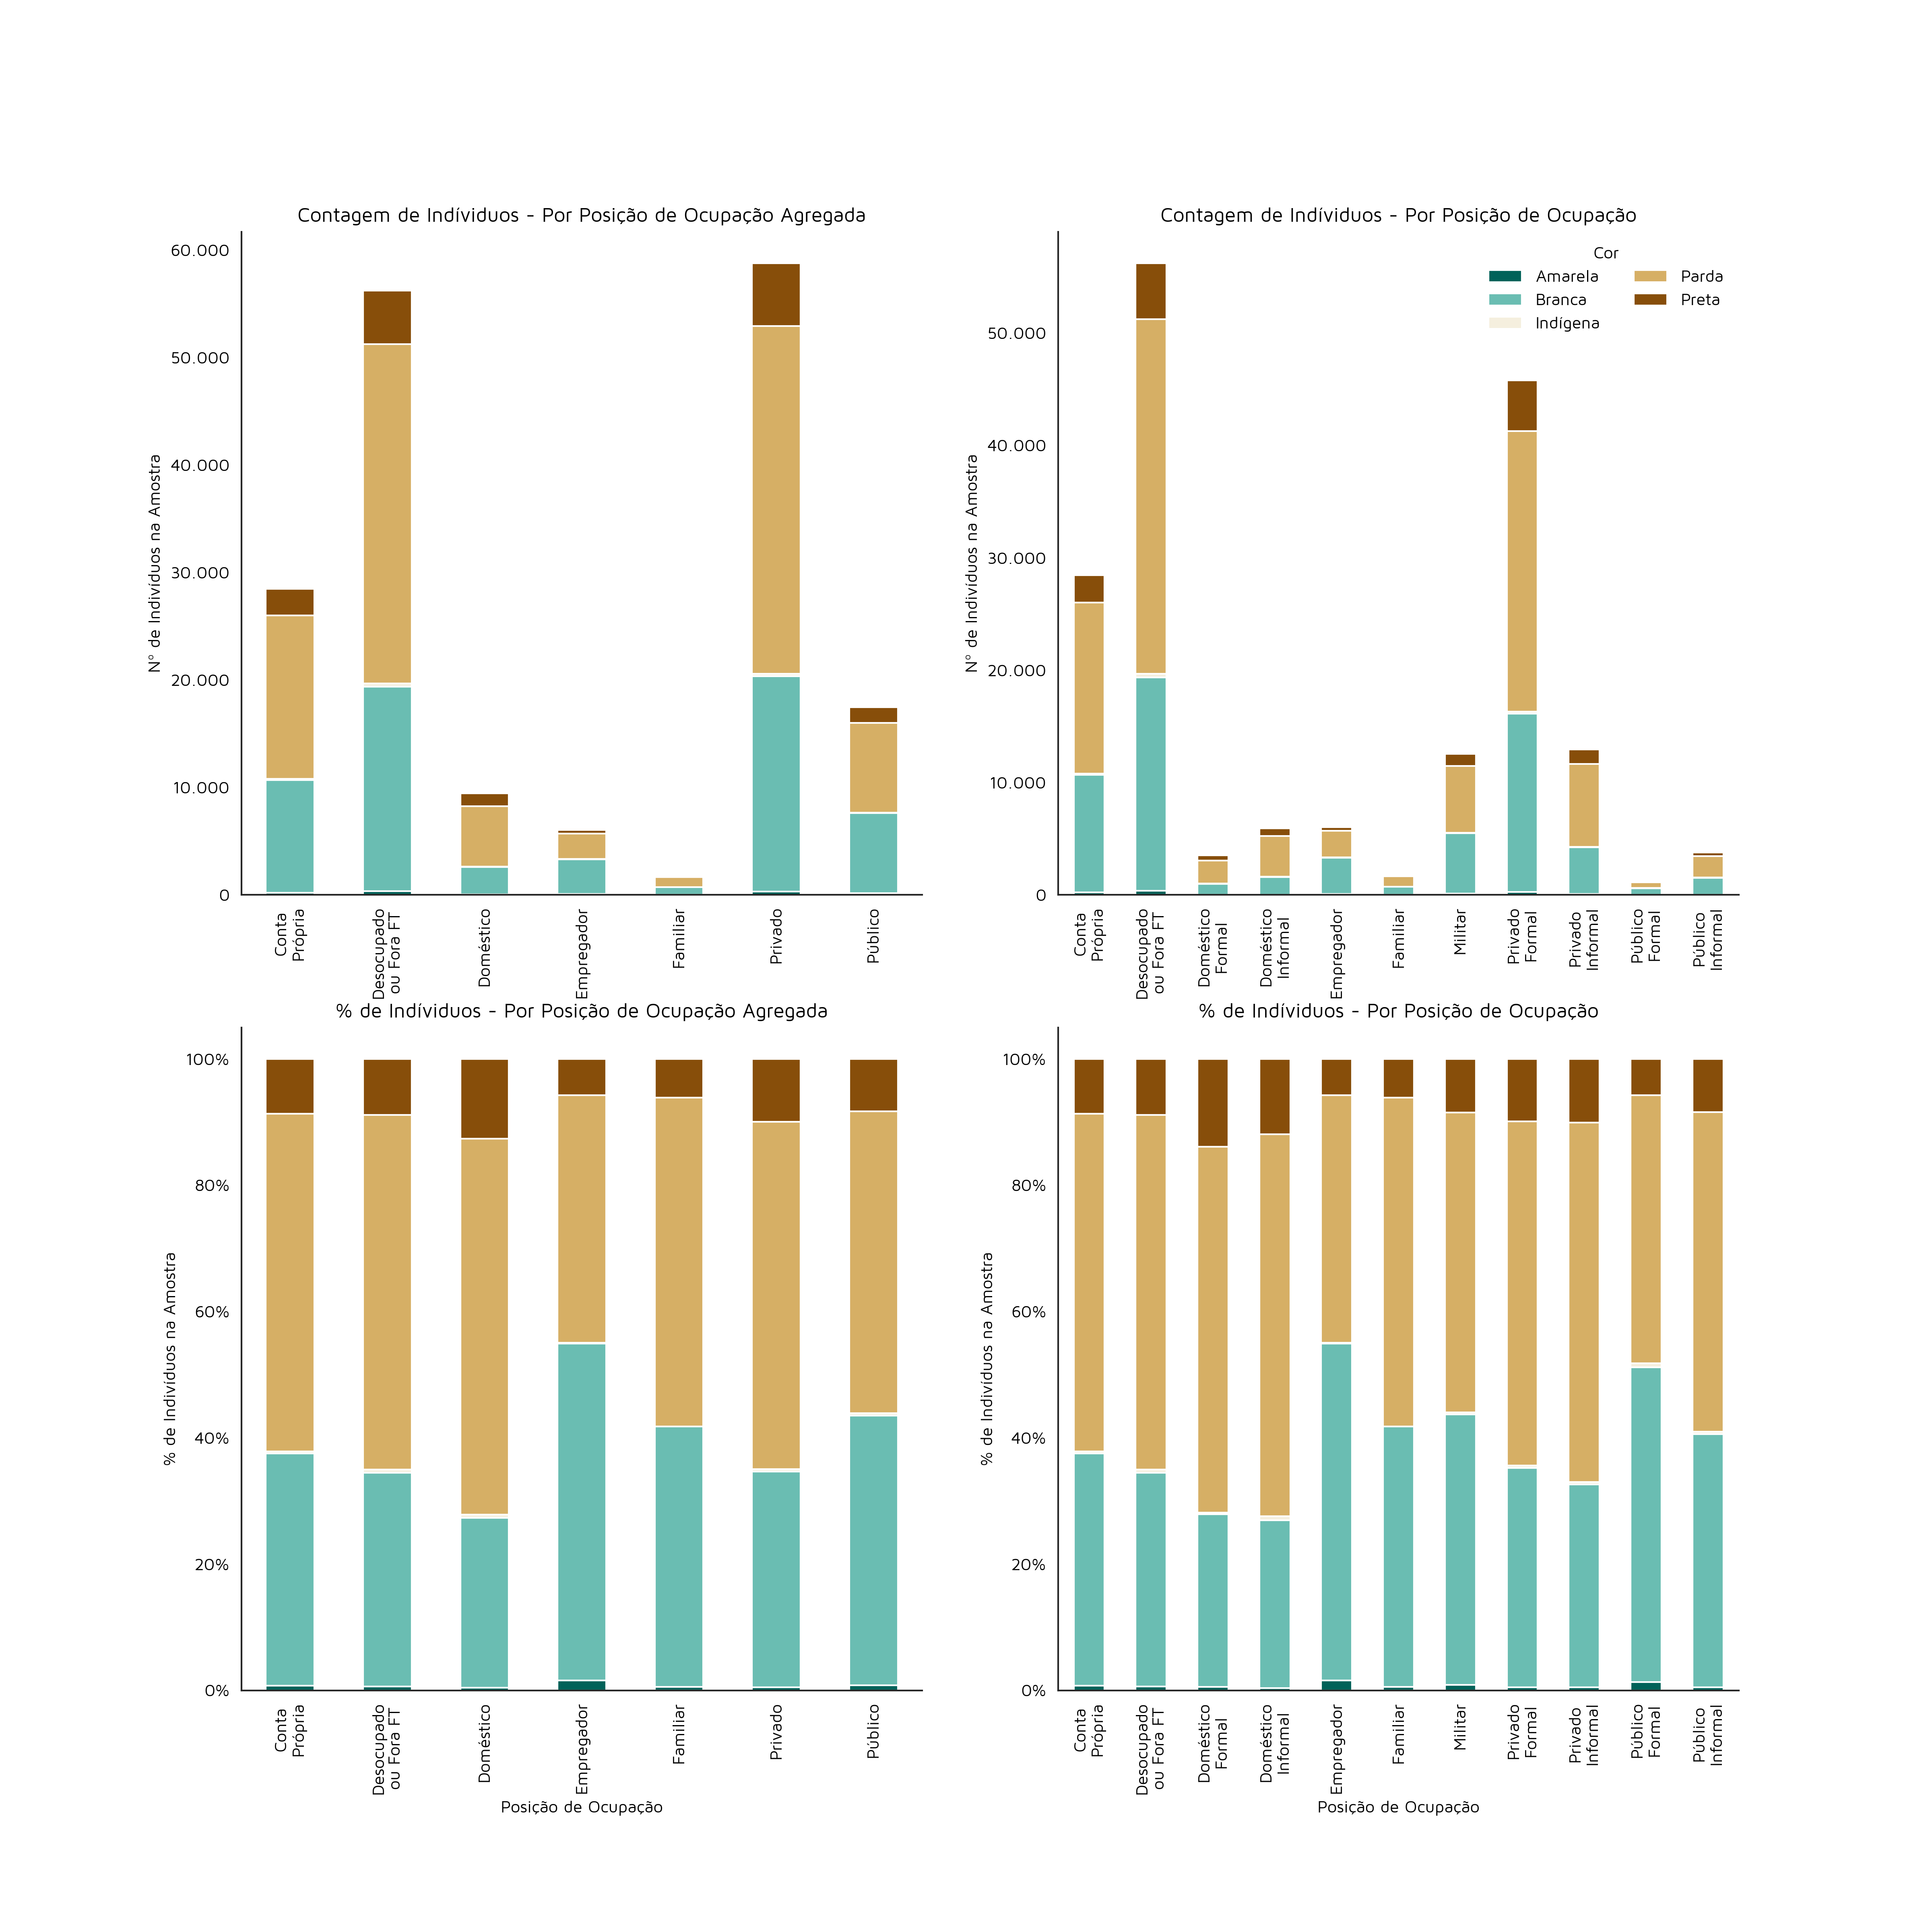 Contagem de Indíviduos - Por Posição de Ocupação Agregada
60.000
50.000
40.000
30.000
20.000
10.000
0
N° de Indivíduos na Amostra
Conta
Própria
Desocupado
ou Fora FT
Doméstico
Empregador
Familiar
Privado
Público
Contagem de Indíviduos - Por Posição de Ocupação
Cor
Amarela
Branca
Indígena
Parda
Preta
50.000
40.000
30.000
20.000
10.000
0
N° de Indivíduos na Amostra
Conta
Própria
Desocupado
ou Fora FT
Doméstico
Formal
Doméstico
Informal
Empregador
Familiar
Militar
Privado
Formal
Privado
Informal
Público
Formal
Público
Informal
% de Indíviduos - Por Posição de Ocupação Agregada
100%
80%
60%
40%
20%
0%
% de Indivíduos na Amostra
Conta
Própria
Desocupado
ou Fora FT
Doméstico
Empregador
Familiar
Privado
Público
Posição de Ocupação
% de Indíviduos - Por Posição de Ocupação
100%
80%
60%
40%
20%
0%
% de Indivíduos na Amostra
Conta
Própria
Desocupado
ou Fora FT
Doméstico
Formal
Doméstico
Informal
Empregador
Familiar
Militar
Privado
Formal
Privado
Informal
Público
Formal
Público
Informal
Posição de Ocupação